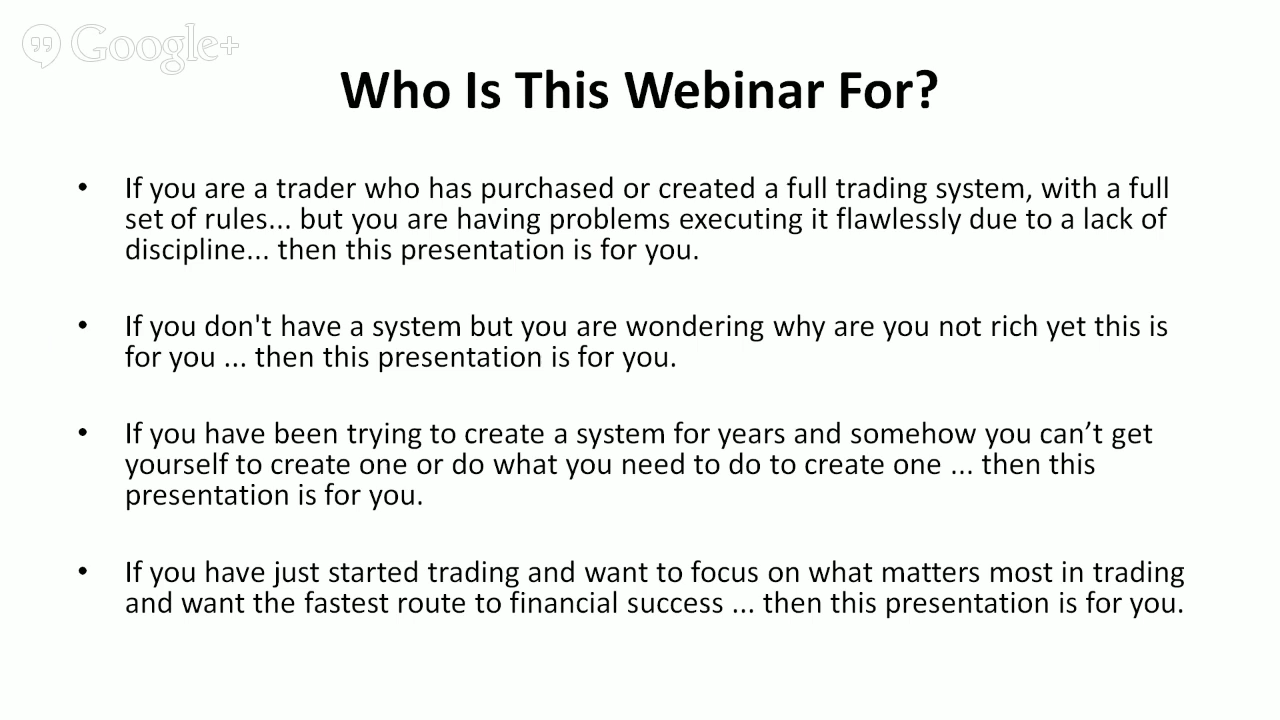 Google+
Who Is This Webinar For?
• If you are a trader who has purchased or created a full trading system, with a full
set of rules... but you are having problems executing it flawlessly due to a lack of
discipline... then this presentation is for you.
• If you don't have a system but you are wondering why are you not rich yet this is
for you ... then this presentation is for you.
• If you have been trying to create a system for years and somehow you can’t get
yourself to create one or do what you need to do to create one ... then this
presentation is for you.
• If you have just started trading and want to focus on what matters most in trading
and want the fastest route to financial success ... then this presentation is for you.